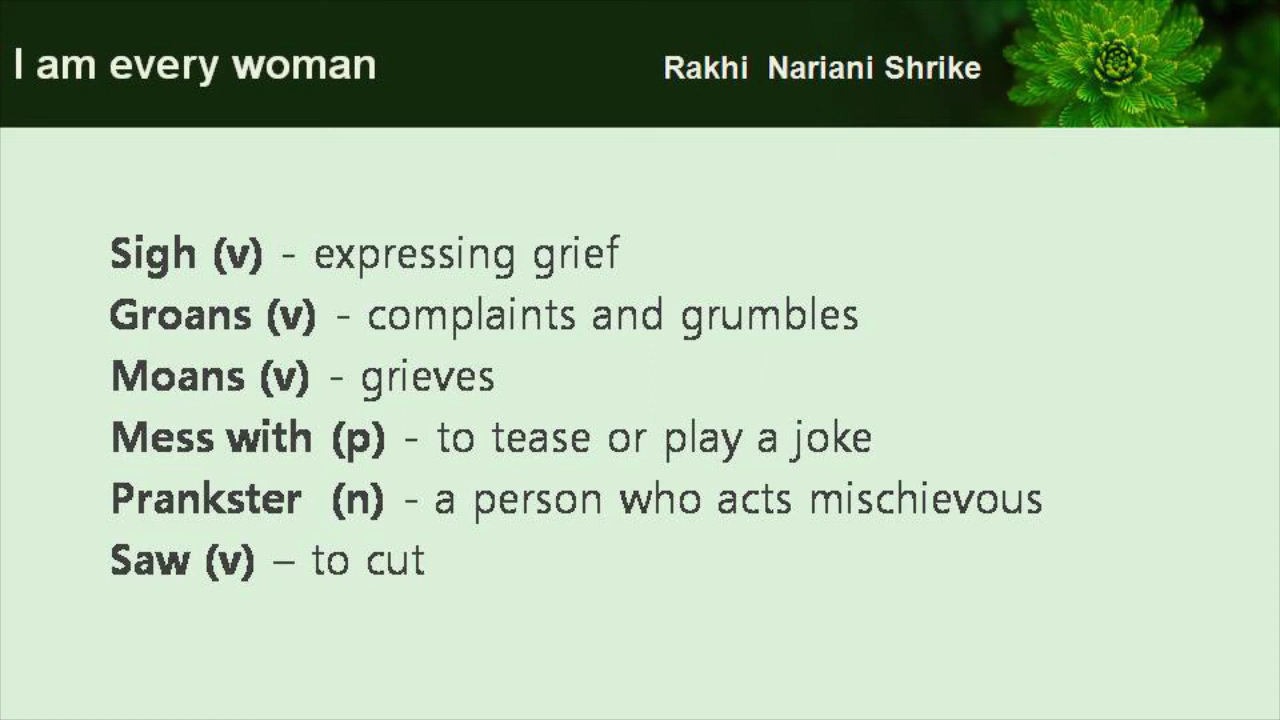 I am every woman
Rakhi Nariani Shrike
Sigh (v) - expressing grief
Groans (v) - complaints and grumbles
Moans (v) - grieves
Mess with (p) - to tease or play a joke
Prankster (n) - a person who acts mischievous
Saw (v) – to cut